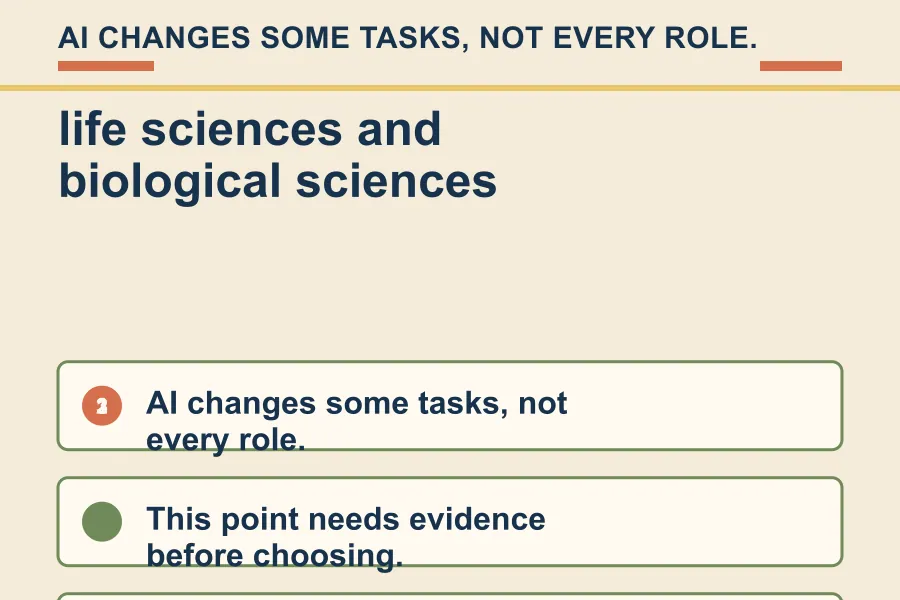 AI CHANGES SOME TASKS, NOT EVERY ROLE.
life sciences and
biological sciences
AI changes some tasks, not
every role.
This point needs evidence
before choosing.